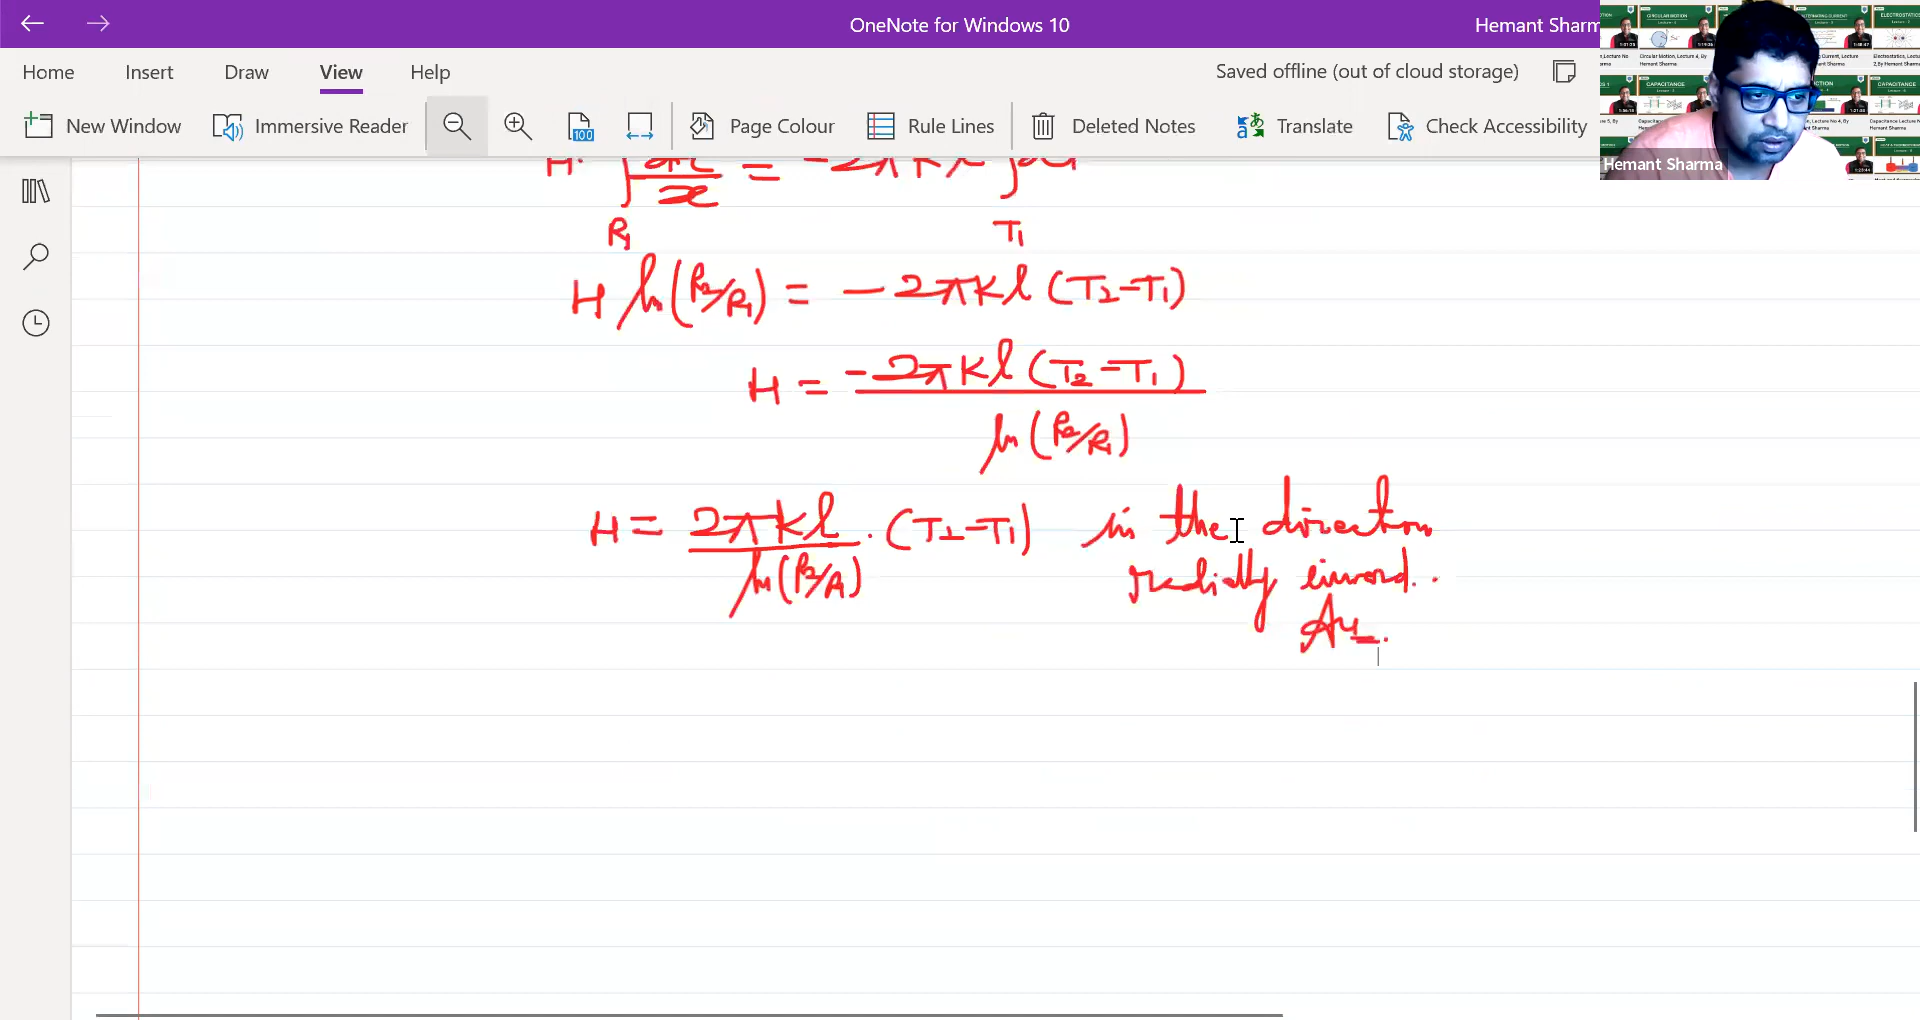 OneNote for Windows 10
Hemant Sharm
Home Insert Draw View Help
Saved offline (out of cloud storage)
New Window Immersive Reader 100 Page Colour Rule Lines Deleted Notes Translate Check Accessibility
Hemant Sharma
R1 T1
H ln(R2/R1) = -2πKl (T2-T1)
H = -2πKl (T2-T1)
ln(R2/R1)
H = 2πKl . (T2-T1) in the direction
ln(R2/R1) radially inward..